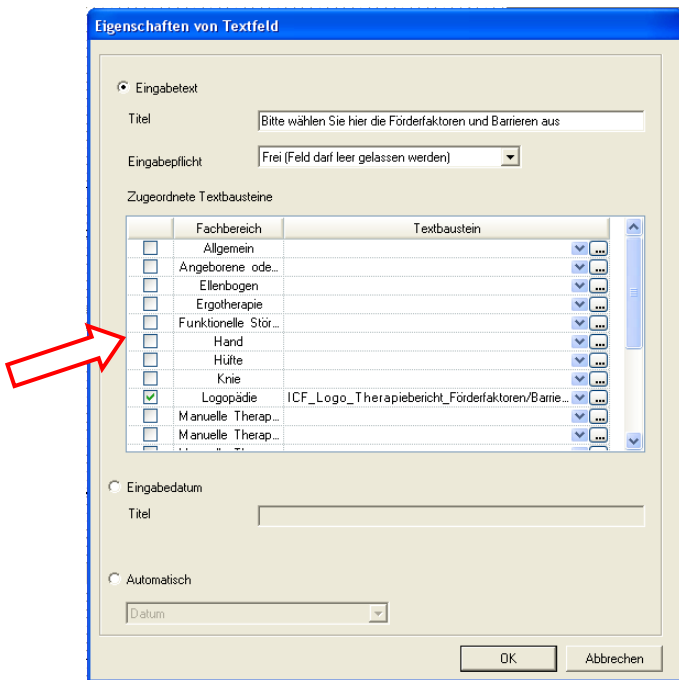 Eigenschaften von Textfeld
Eingabetext
Titel Bitte wählen Sie hier die Förderfaktoren und Barrieren aus
Eingabepflicht Frei (Feld darf leer gelassen werden)
Zugeordnete Textbausteine
Fachbereich Textbaustein
Allgemein ...
Angeborene ode... ...
Ellenbogen ...
Ergotherapie ...
Funktionelle Stör... ...
Hand ...
Hüfte ...
Knie ...
Logopädie ICF_Logo_Therapiebericht_Förderfaktoren/Barrie... ...
Manuelle Therap... ...
Manuelle Therap... ...
Eingabedatum
Titel
Automatisch
Datum
OK Abbrechen